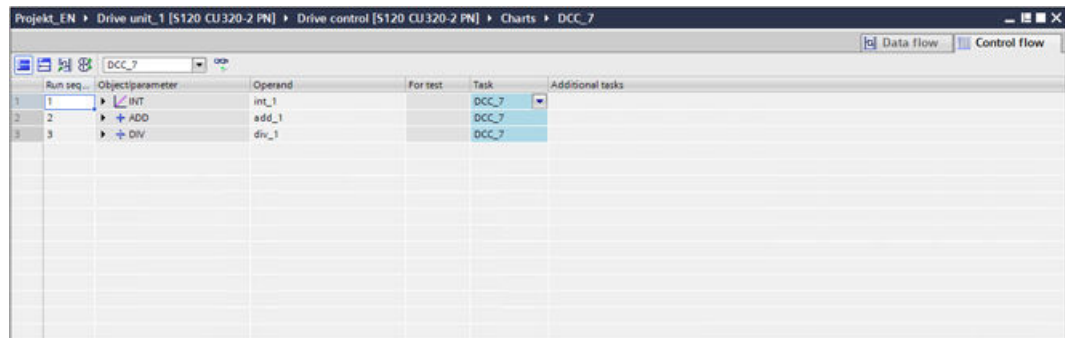 Projekt_EN ▸ Drive unit_1 [S120 CU320-2 PN] ▸ Drive control [S120 CU320-2 PN] ▸ Charts ▸ DCC_7
Data flow Control flow
DCC_7
Run seq... Object/parameter Operand For test Task Additional tasks
1 1 INT int_1 DCC_7
2 2 ADD add_1 DCC_7
3 3 DIV div_1 DCC_7